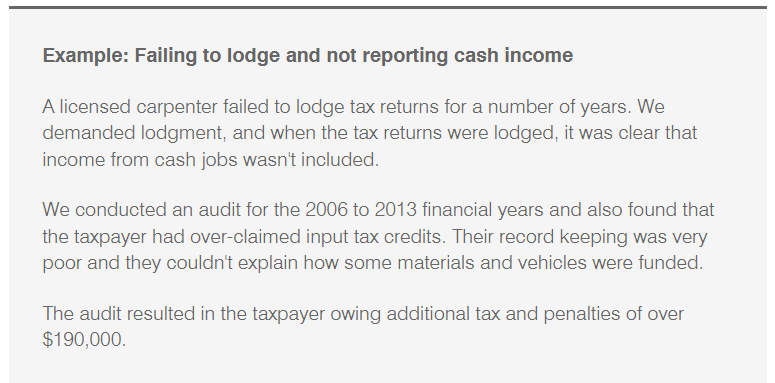 Example: Failing to lodge and not reporting cash income
A licensed carpenter failed to lodge tax returns for a number of years. We
demanded lodgment, and when the tax returns were lodged, it was clear that
income from cash jobs wasn't included.
We conducted an audit for the 2006 to 2013 financial years and also found that
the taxpayer had over-claimed input tax credits. Their record keeping was very
poor and they couldn't explain how some materials and vehicles were funded.
The audit resulted in the taxpayer owing additional tax and penalties of over
$190,000.